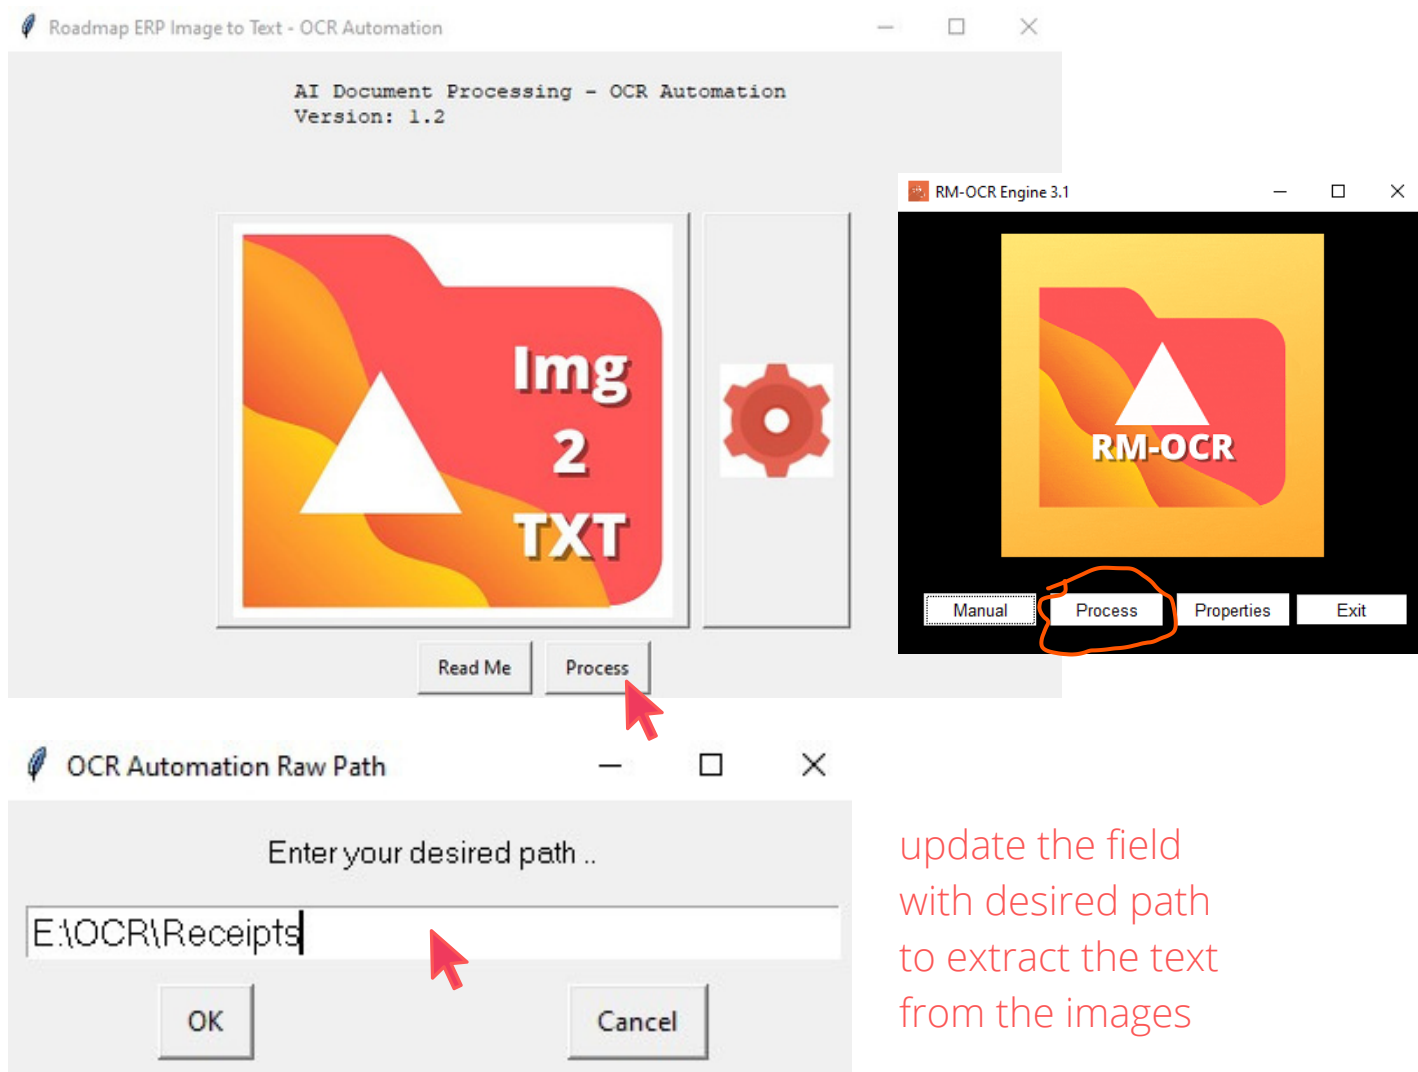 Roadmap ERP Image to Text - OCR Automation
AI Document Processing - OCR Automation
Version: 1.2
Img
2
TXT
Read Me
Process
RM-OCR Engine 3.1
RM-OCR
Manual
Process
Properties
Exit
OCR Automation Raw Path
Enter your desired path ..
E:\OCR\Receipts
OK
Cancel
update the field
with desired path
to extract the text
from the images